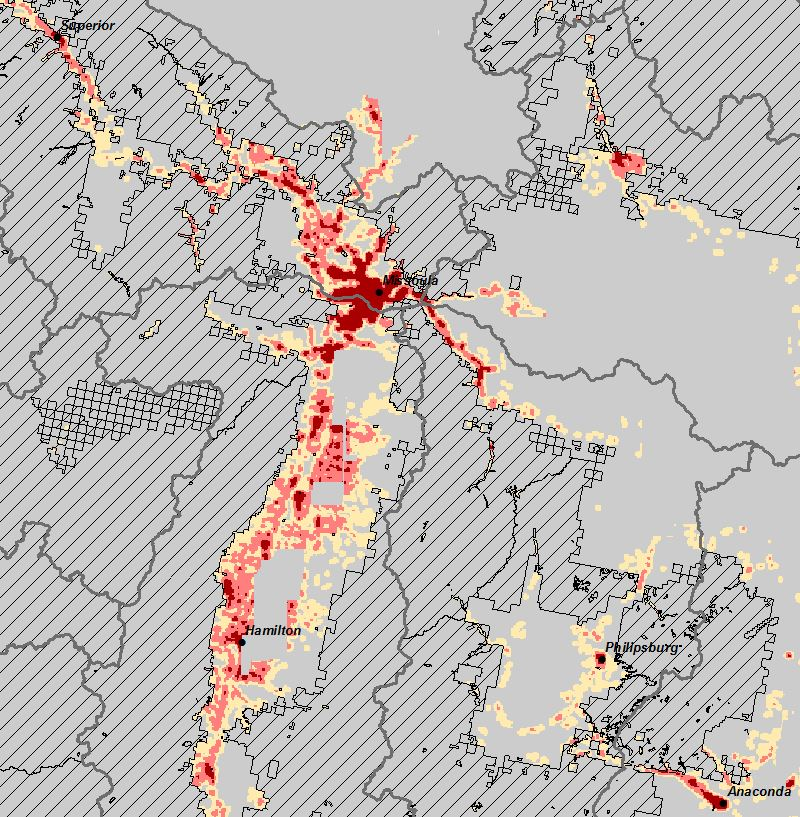 Superior
Missoula
Hamilton
Philipsburg
Anaconda